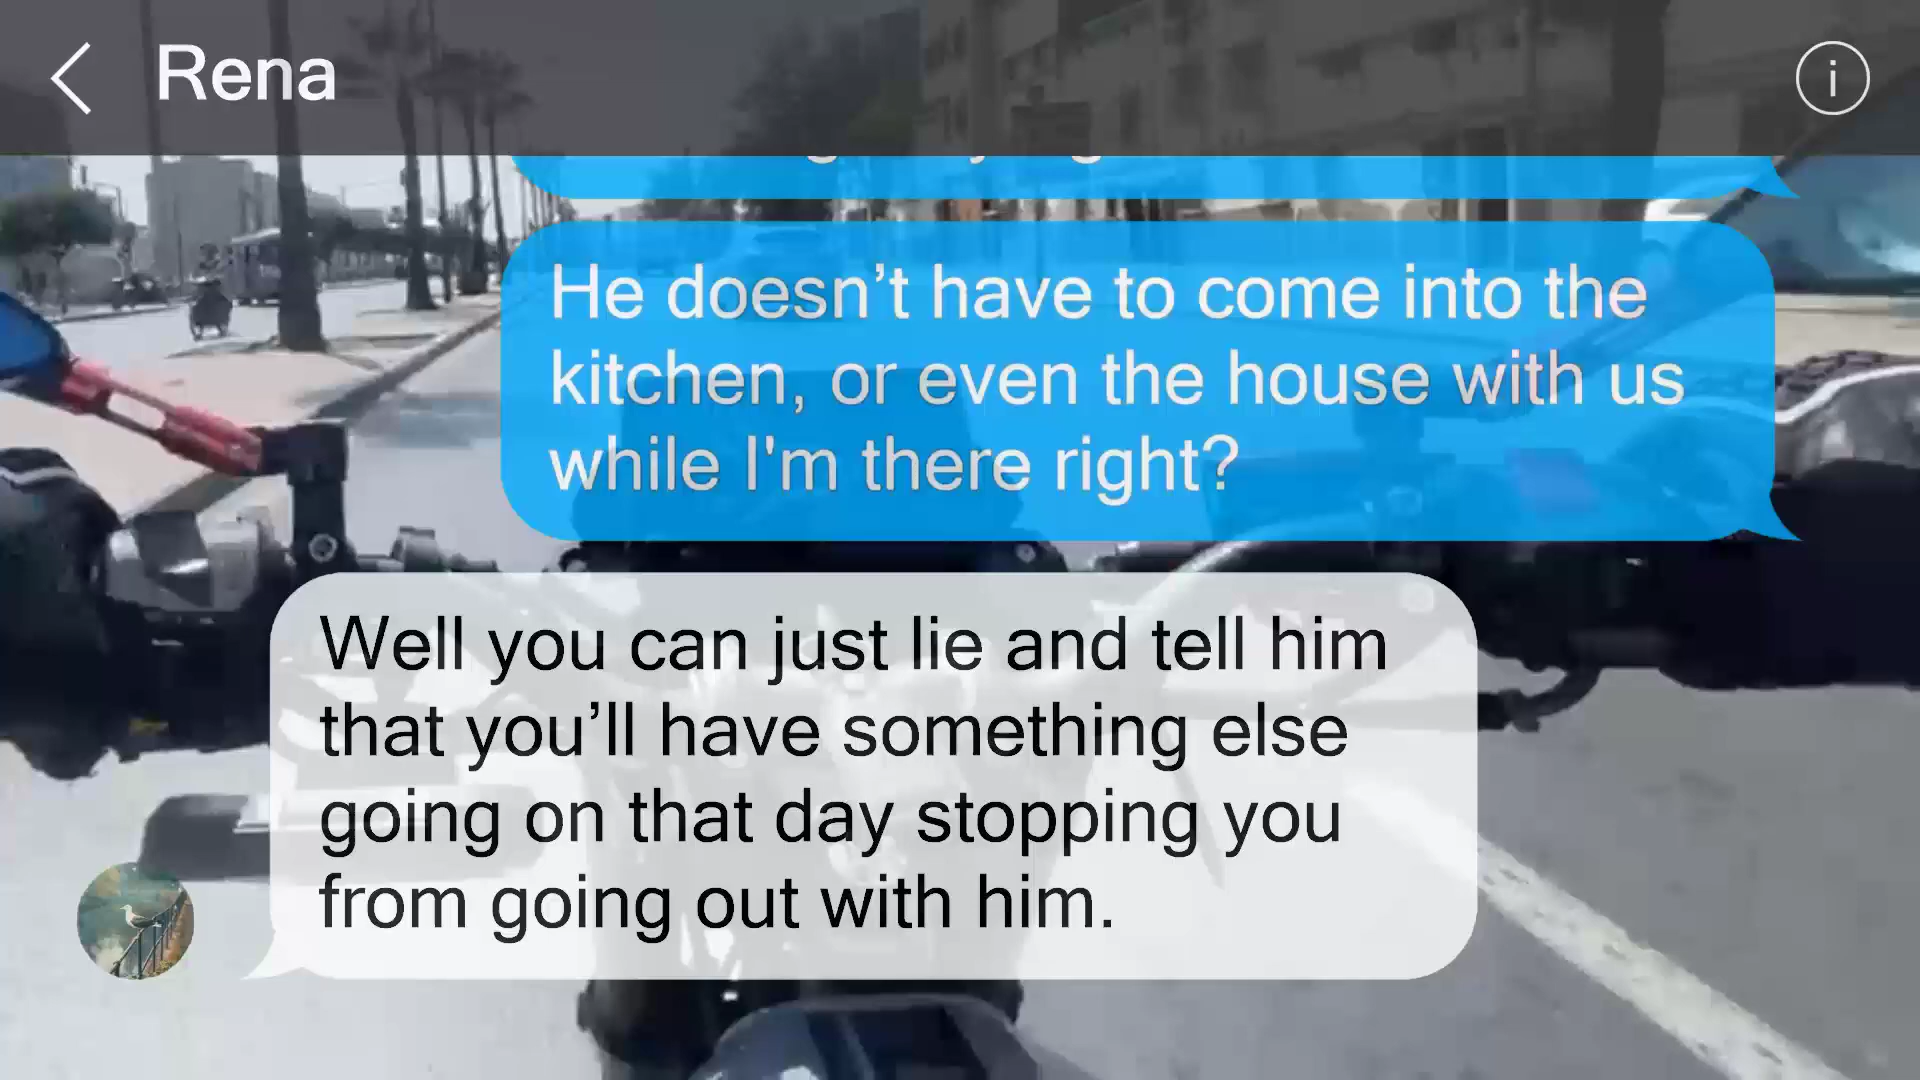 Rena
He doesn’t have to come into the
kitchen, or even the house with us
while I'm there right?
Well you can just lie and tell him
that you’ll have something else
going on that day stopping you
from going out with him.